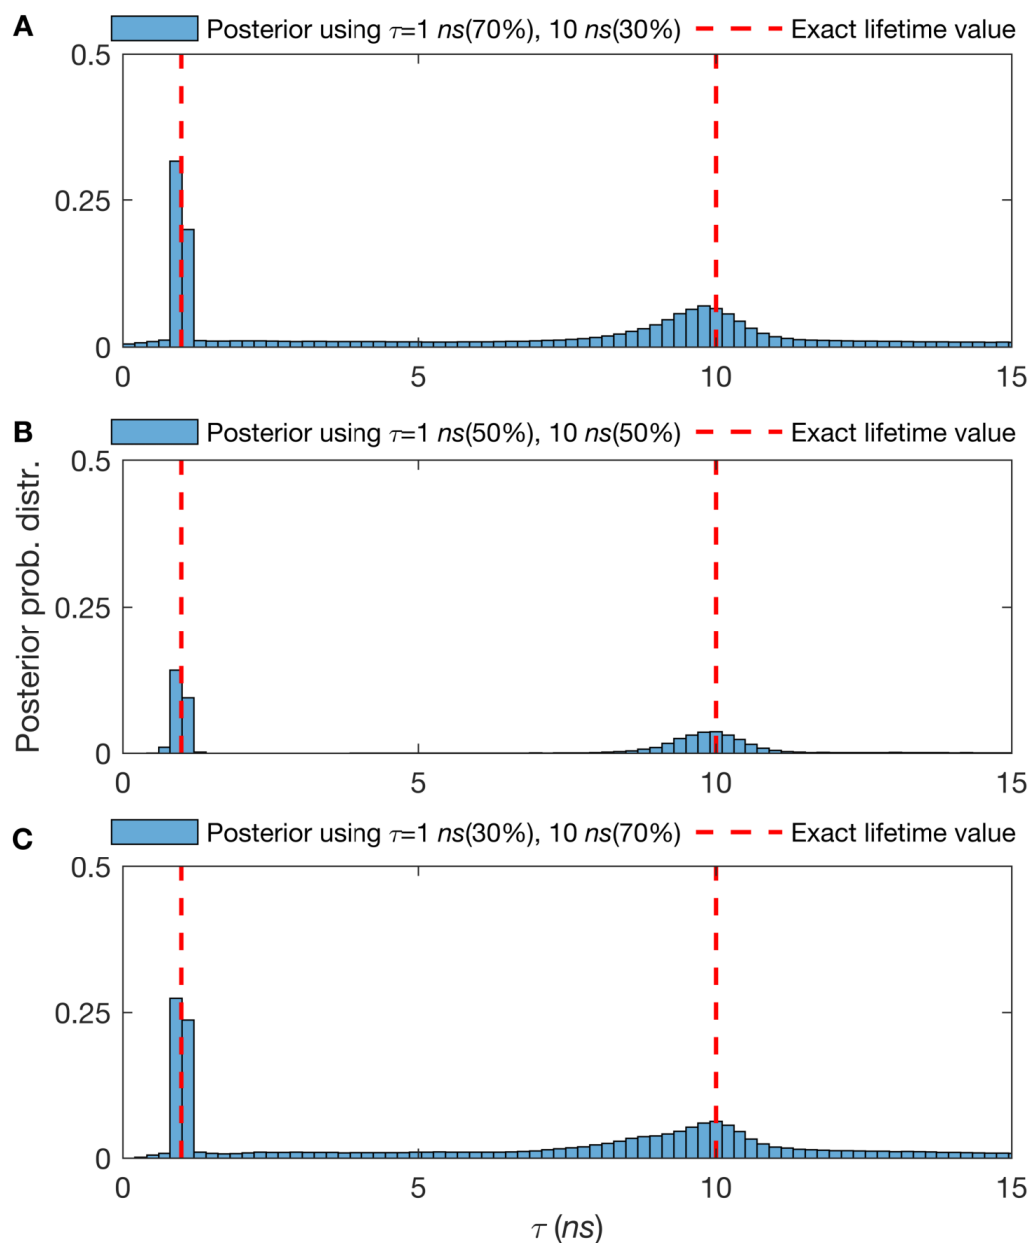 A
Posterior using τ=1 ns(70%), 10 ns(30%) Exact lifetime value
0.5
0.25
0
0 5 10 15
B
Posterior using τ=1 ns(50%), 10 ns(50%) Exact lifetime value
Posterior prob. distr.
0.5
0.25
0
0 5 10 15
C
Posterior using τ=1 ns(30%), 10 ns(70%) Exact lifetime value
0.5
0.25
0
0 5 10 15
τ (ns)